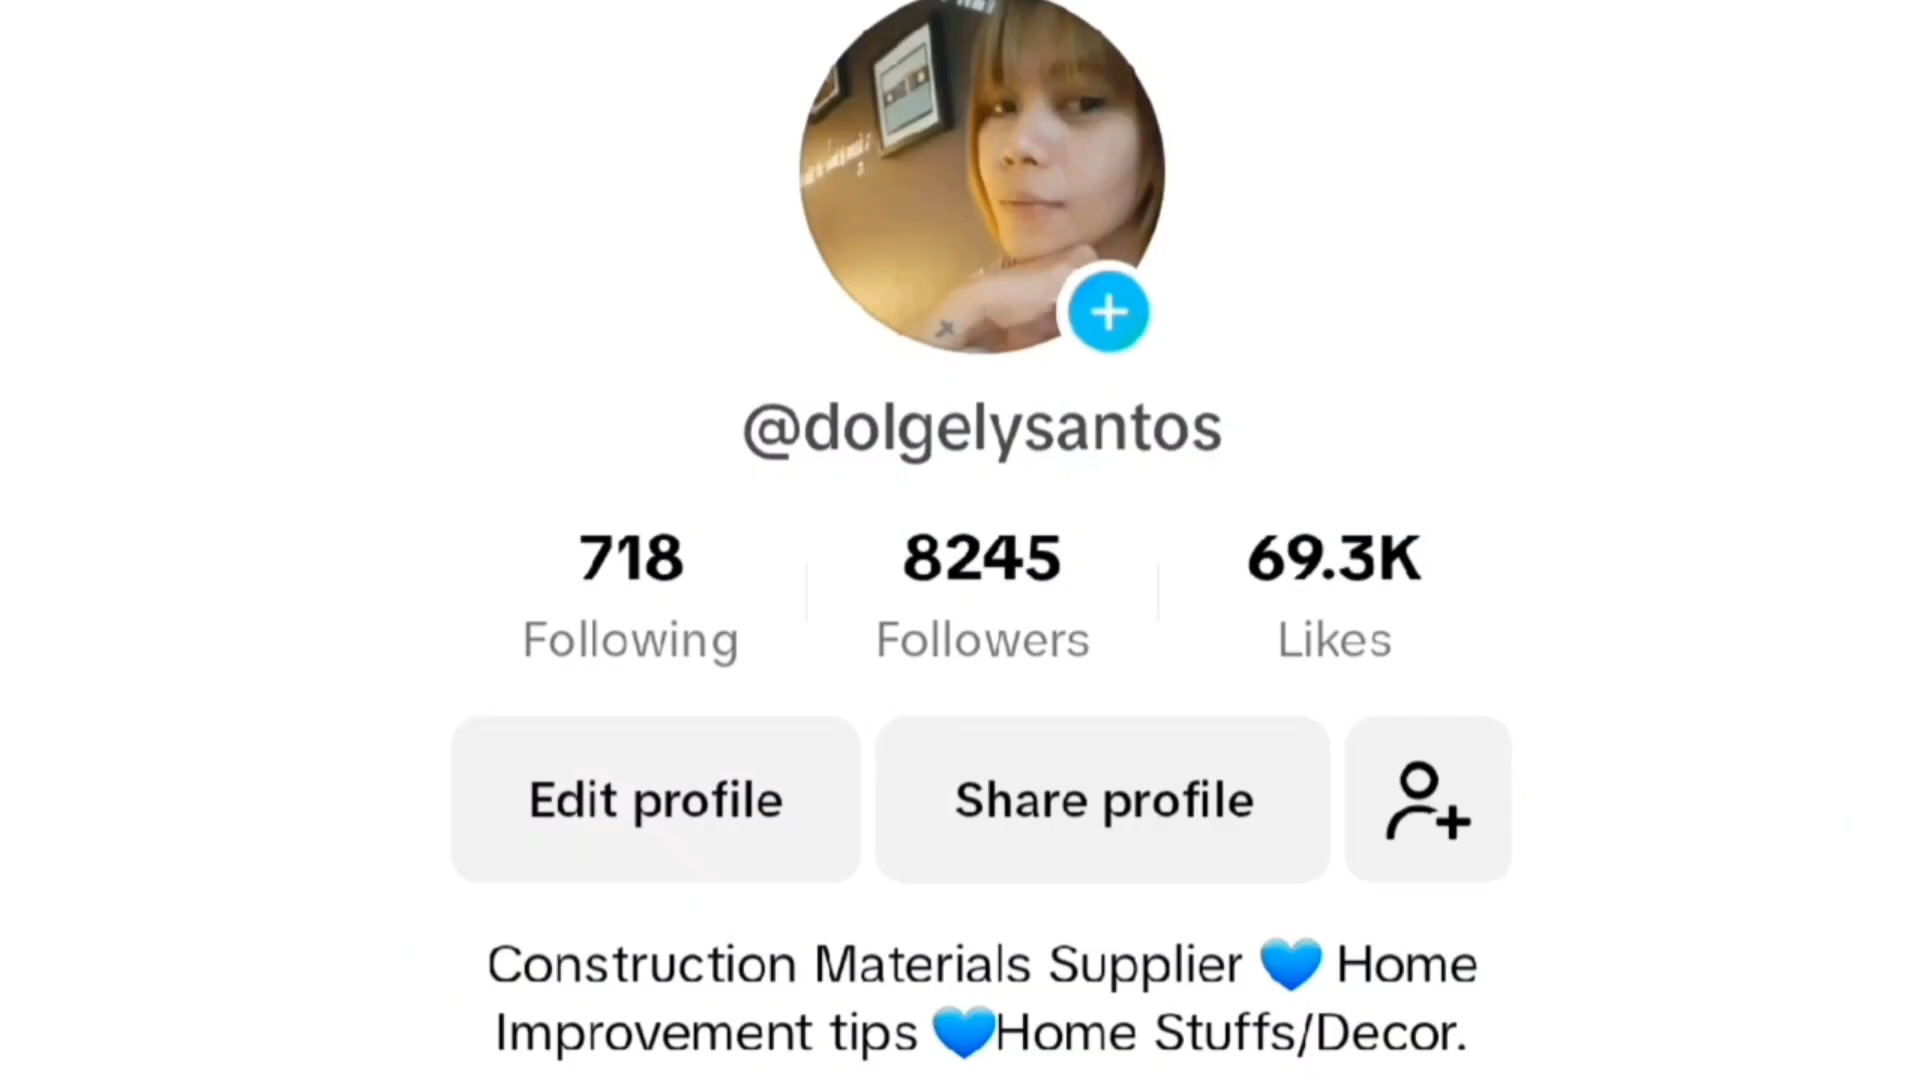 @dolgelysantos
718 8245 69.3K
Following Followers Likes
Edit profile Share profile
Construction Materials Supplier 💙 Home
Improvement tips 💙Home Stuffs/Decor.